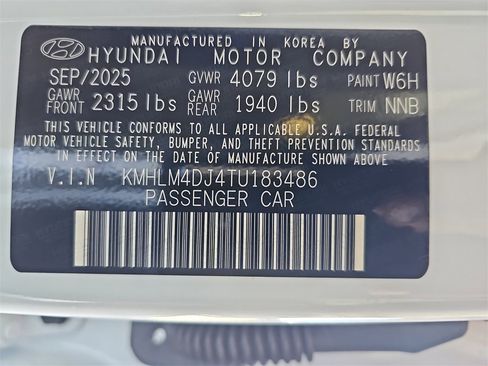 MANUFACTURED IN KOREA BY
HYUNDAI MOTOR COMPANY
SEP/2025 GVWR 4079 lbs PAINT W6H
GAWR FRONT 2315 lbs GAWR REAR 1940 lbs TRIM NNB
THIS VEHICLE CONFORMS TO ALL APPLICABLE U.S.A. FEDERAL
MOTOR VEHICLE SAFETY, BUMPER, AND THEFT PREVENTION
STANDARDS IN EFFECT ON THE DATE OF MANUFACTURE SHOWN ABOVE.
V.I.N KMHLM4DJ4TU183486
PASSENGER CAR